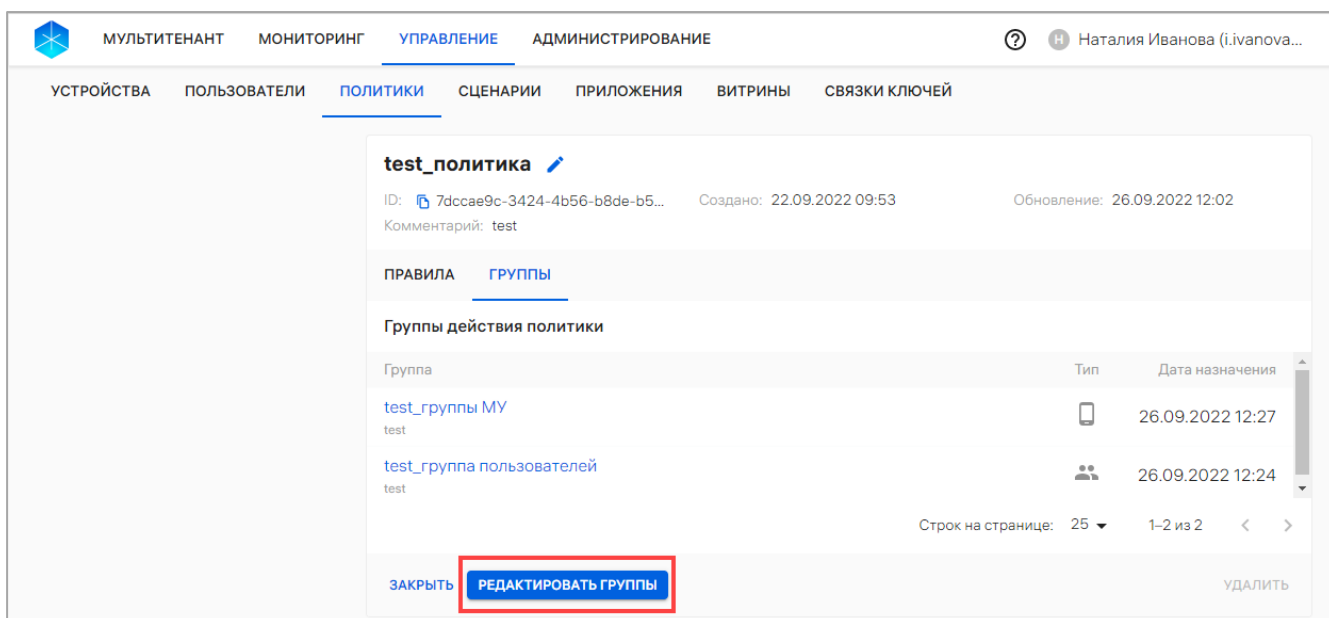 МУЛЬТИТЕНАНТ МОНИТОРИНГ УПРАВЛЕНИЕ АДМИНИСТРИРОВАНИЕ Н Наталия Иванова (i.ivanova...
УСТРОЙСТВА ПОЛЬЗОВАТЕЛИ ПОЛИТИКИ СЦЕНАРИИ ПРИЛОЖЕНИЯ ВИТРИНЫ СВЯЗКИ КЛЮЧЕЙ
test_политика
ID: 7dccae9c-3424-4b56-b8de-b5... Создано: 22.09.2022 09:53 Обновление: 26.09.2022 12:02
Комментарий: test
ПРАВИЛА ГРУППЫ
Группы действия политики
Группа Тип Дата назначения
test_группы МУ 26.09.2022 12:27
test
test_группа пользователей 26.09.2022 12:24
test
Строк на странице: 25 1–2 из 2
ЗАКРЫТЬ РЕДАКТИРОВАТЬ ГРУППЫ УДАЛИТЬ